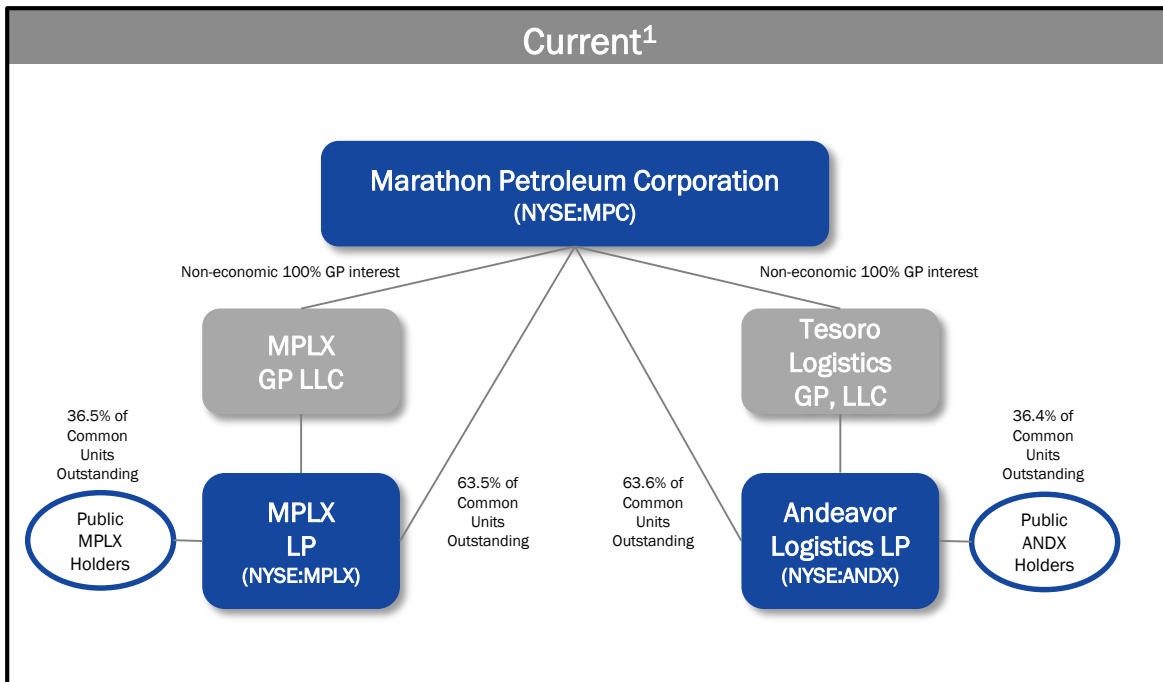 Current¹
Marathon Petroleum Corporation
(NYSE:MPC)
Non-economic 100% GP interest
Non-economic 100% GP interest
MPLX
GP LLC
Tesoro
Logistics
GP, LLC
36.5% of
Common
Units
Outstanding
36.4% of
Common
Units
Outstanding
Public
MPLX
Holders
MPLX
LP
(NYSE:MPLX)
63.5% of
Common
Units
Outstanding
63.6% of
Common
Units
Outstanding
Andeavor
Logistics LP
(NYSE:ANDX)
Public
ANDX
Holders